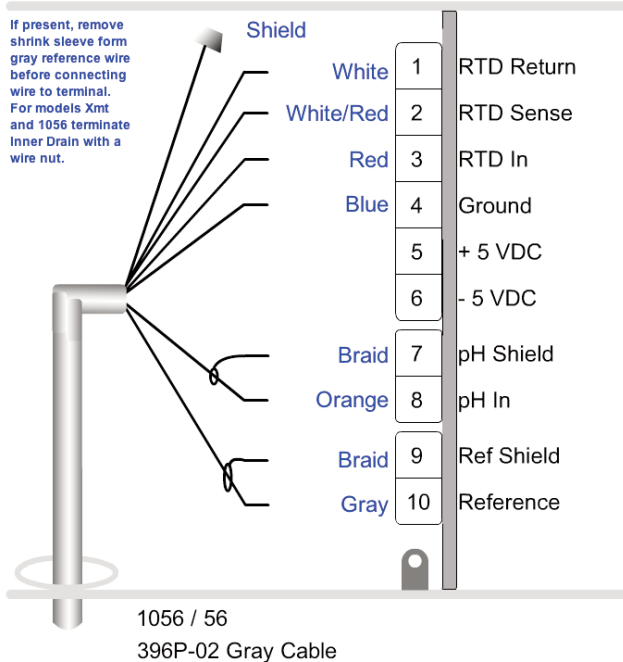 If present, remove
shrink sleeve form
gray reference wire
before connecting
wire to terminal.
For models Xmt
and 1056 terminate
Inner Drain with a
wire nut.
Shield
White 1 RTD Return
White/Red 2 RTD Sense
Red 3 RTD In
Blue 4 Ground
5 + 5 VDC
6 - 5 VDC
Braid 7 pH Shield
Orange 8 pH In
Braid 9 Ref Shield
Gray 10 Reference
1056 / 56
396P-02 Gray Cable